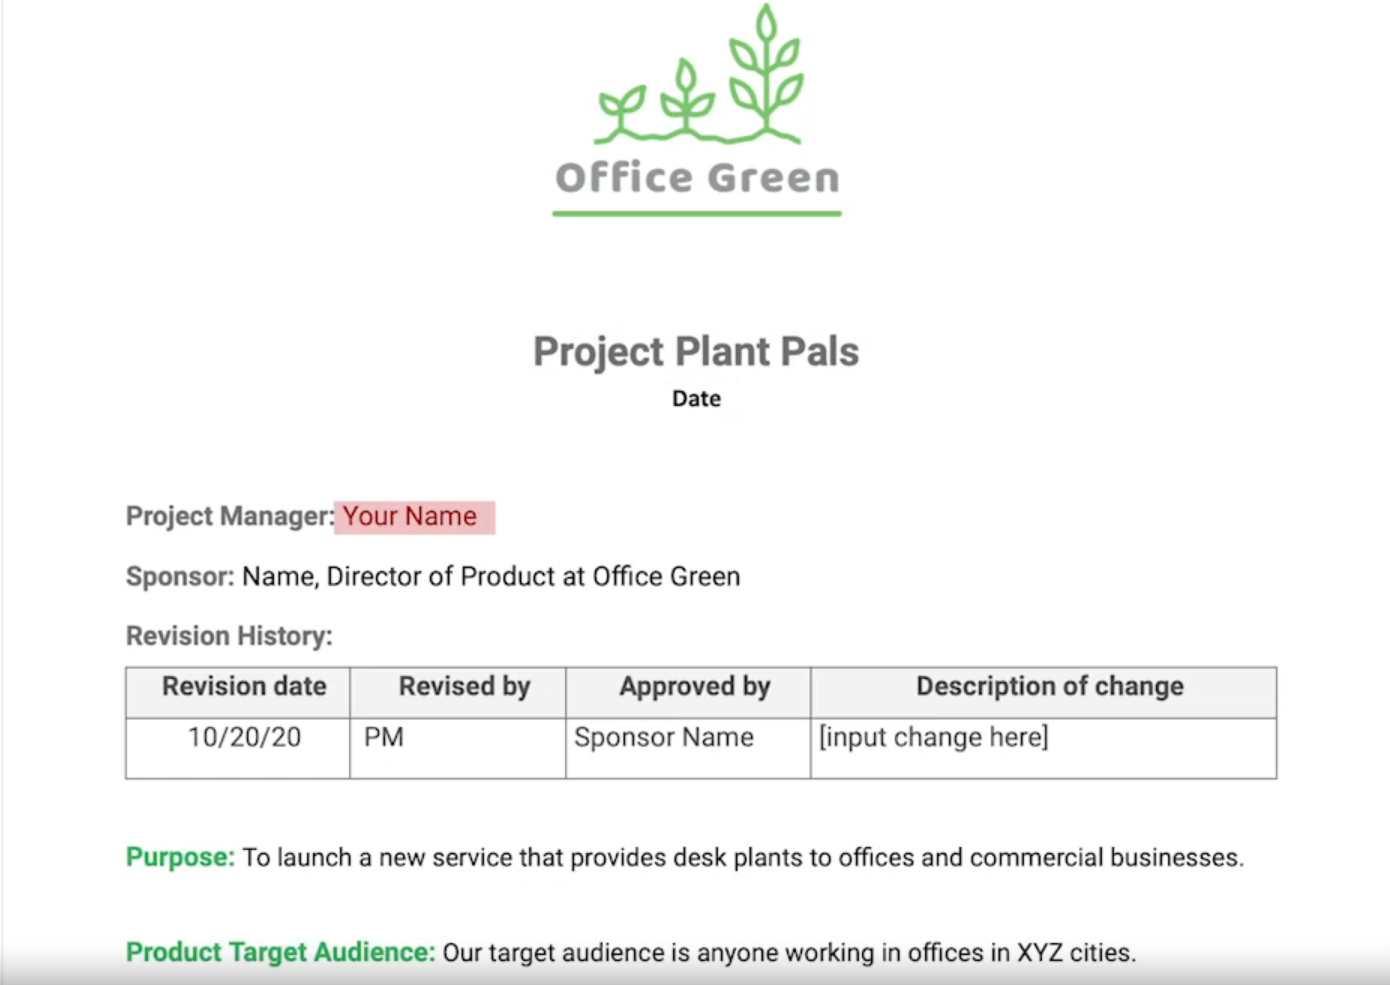 Office Green
Project Plant Pals
Date
Project Manager: Your Name
Sponsor: Name, Director of Product at Office Green
Revision History:
Revision date Revised by Approved by Description of change
10/20/20 PM Sponsor Name [input change here]
Purpose: To launch a new service that provides desk plants to offices and commercial businesses.
Product Target Audience: Our target audience is anyone working in offices in XYZ cities.